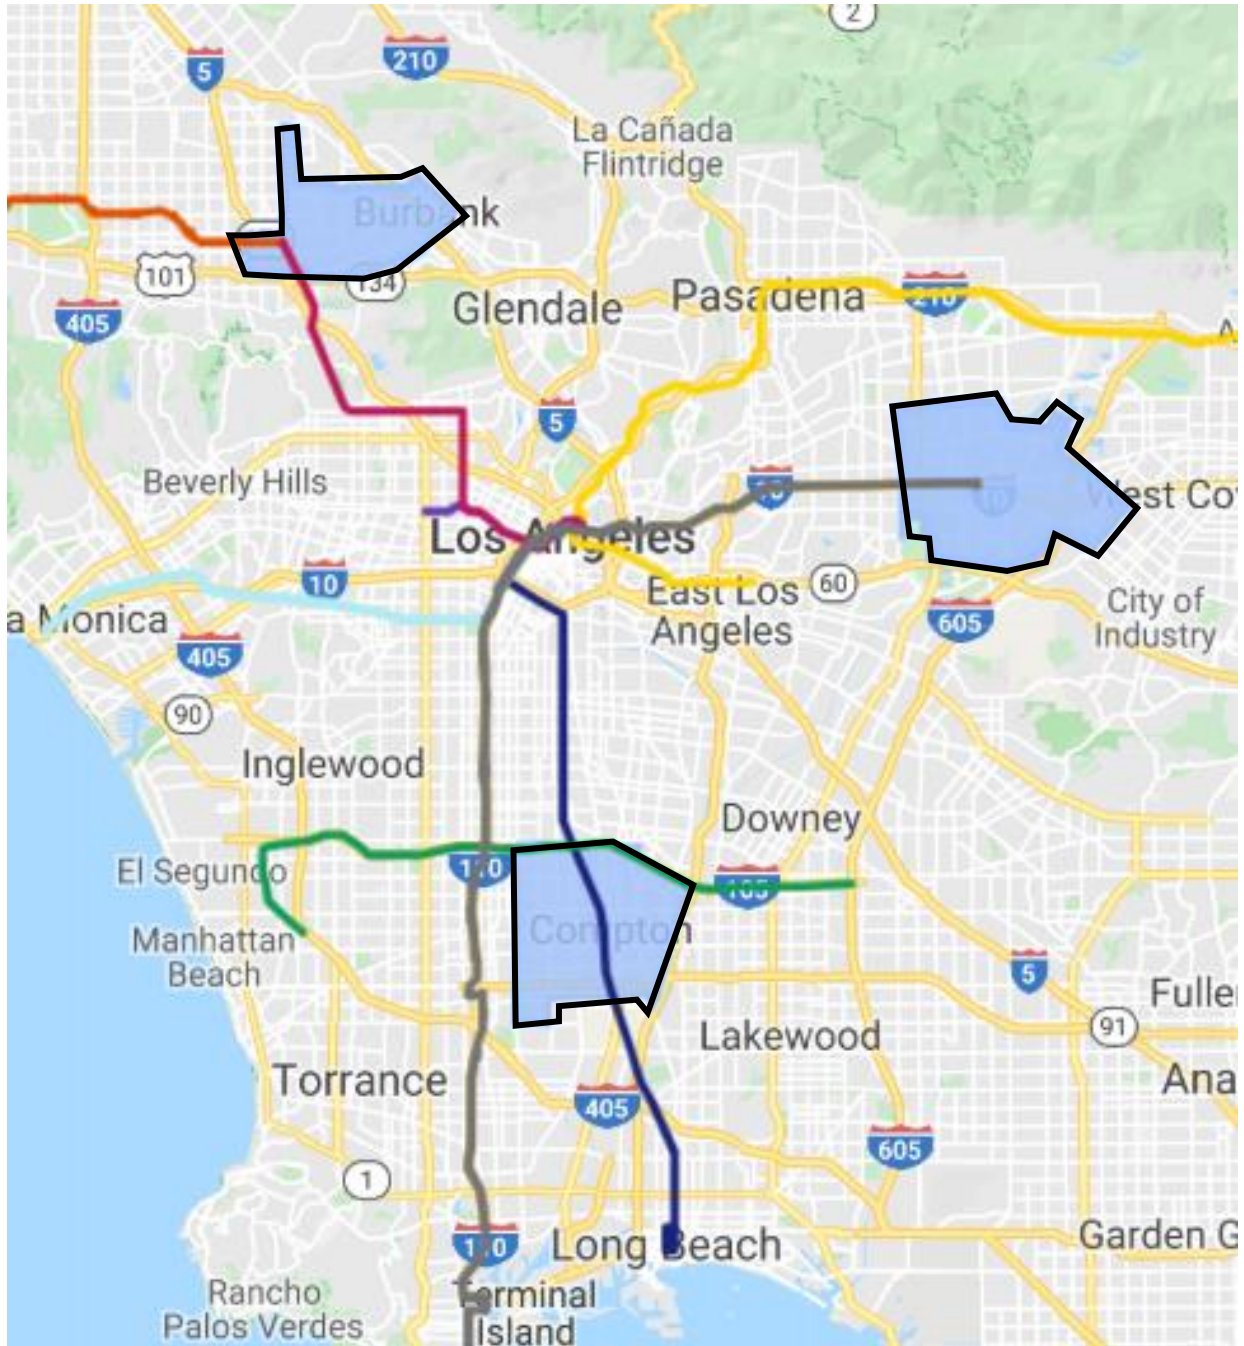 2
5
210
La Cañada
Flintridge
Burbank
101
134
405
Glendale
Pasadena
210
5
Beverly Hills
10
West Co
Los Angeles
10
East Los
Angeles
60
605
City of
Industry
a Monica
405
90
Inglewood
Downey
El Segundo
110
105
Manhattan
Beach
Compton
5
Fulle
Lakewood
91
Torrance
Ana
405
605
1
110
Long Beach
Garden G
Rancho
Palos Verdes
Terminal
Island